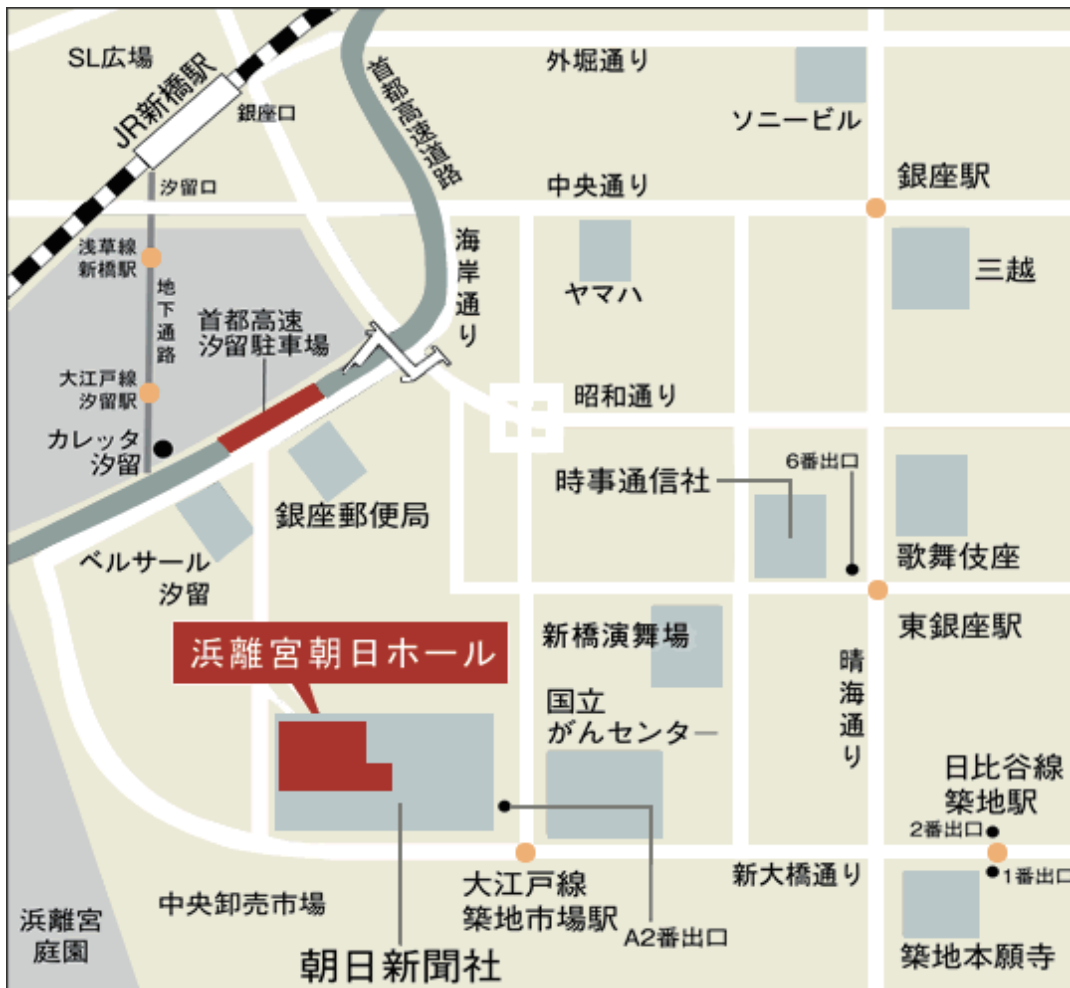 SL広場
外堀通り
JR新橋駅
首都高速道路
銀座口
ソニービル
汐留口
中央通り
銀座駅
浅草線
新橋駅
地下通路
海岸通り
ヤマハ
三越
首都高速
汐留駐車場
大江戸線
汐留駅
昭和通り
カレッタ
汐留
時事通信社
6番出口
銀座郵便局
歌舞伎座
ベルサール
汐留
東銀座駅
浜離宮朝日ホール
新橋演舞場
晴海通り
国立
がんセンター
日比谷線
築地駅
2番出口
新大橋通り
1番出口
大江戸線
築地市場駅
中央卸売市場
A2番出口
浜離宮
庭園
朝日新聞社
築地本願寺